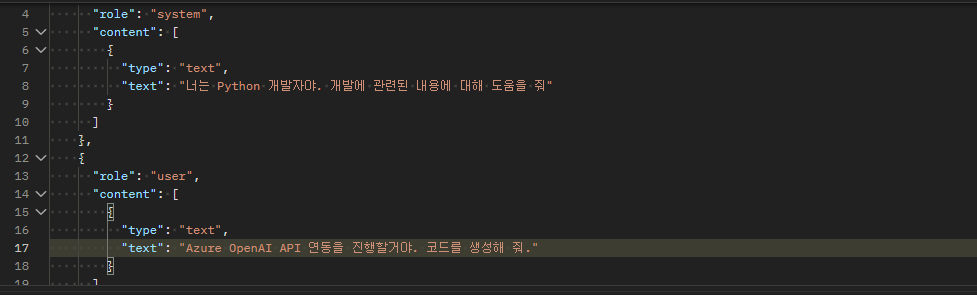 4 "role": "system",
5 "content": [
6 {
7 "type": "text",
8 "text": "너는 Python 개발자야. 개발에 관련된 내용에 대해 도움을 줘"
9 }
10 ]
11 },
12 {
13 "role": "user",
14 "content": [
15 {
16 "type": "text",
17 "text": "Azure OpenAI API 연동을 진행할거야. 코드를 생성해 줘."
18 }
19 ]